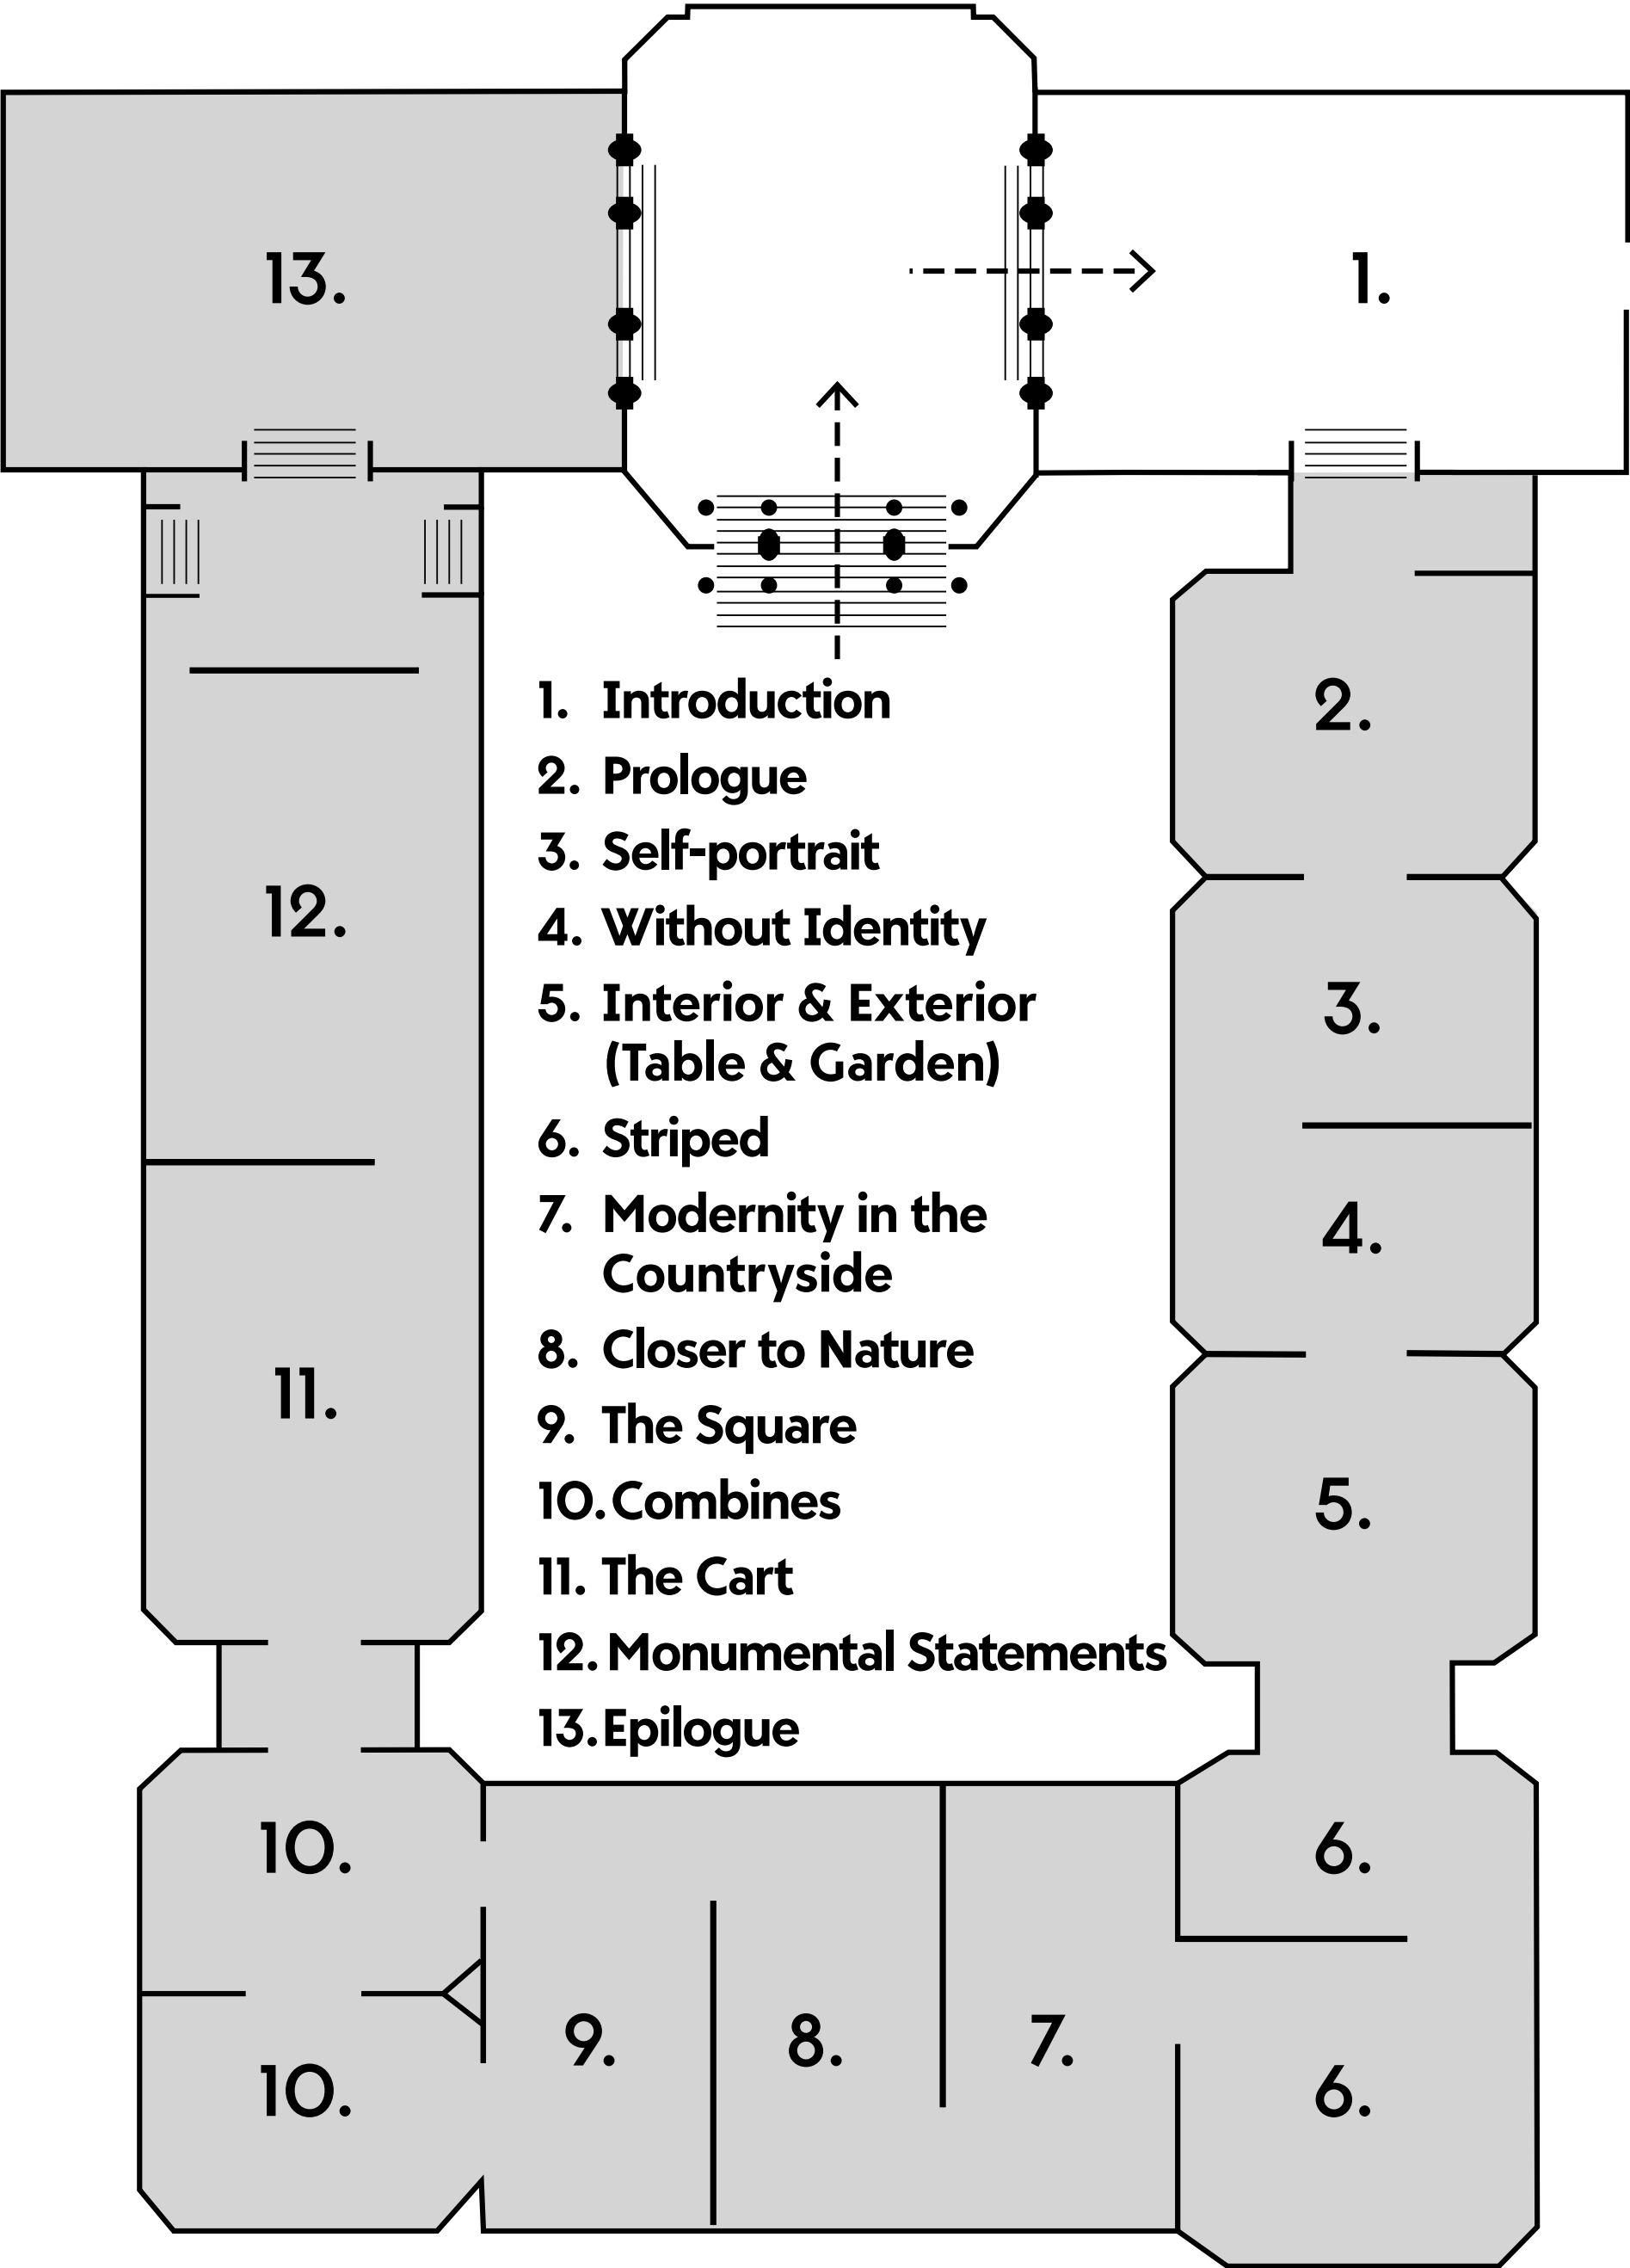 13.
1.
1. Introduction
2. Prologue
3. Self-portrait
4. Without Identity
5. Interior & Exterior
(Table & Garden)
6. Striped
7. Modernity in the
Countryside
8. Closer to Nature
9. The Square
10. Combines
11. The Cart
12. Monumental Statements
13. Epilogue
2.
12.
3.
4.
11.
5.
10.
6.
9.
8.
7.
10.
6.